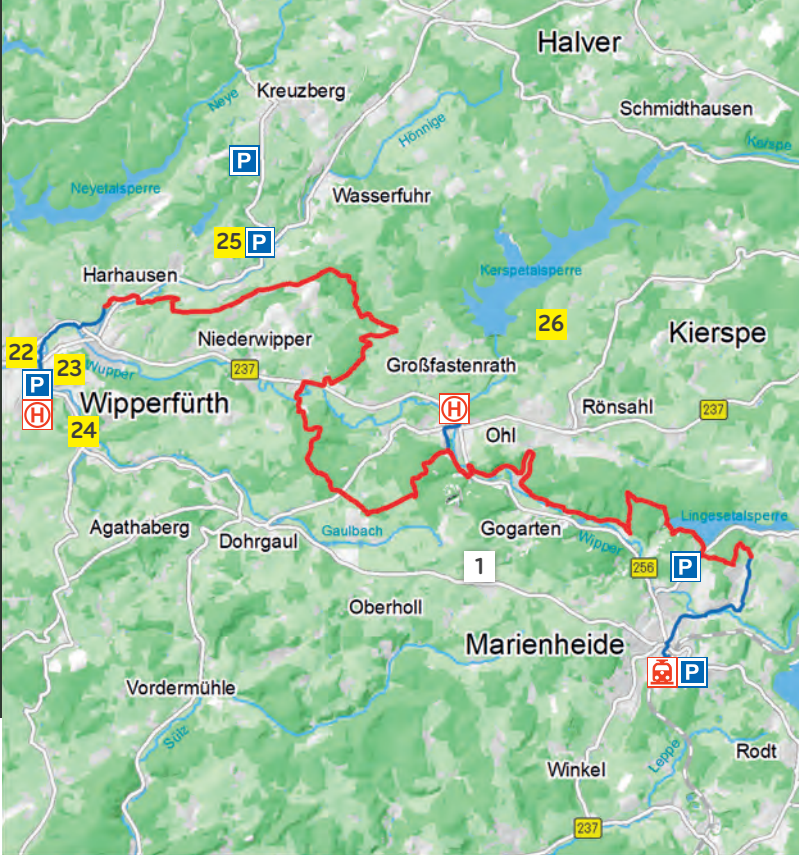 Halver
Kreuzberg
Neye
Schmidthausen
Hönnige
Kerspe
P
Neyetalsperre
Wasserfuhr
25
P
Harhausen
Kerspetalsperre
26
Niederwipper
Kierspe
22
23
Wupper
237
Großfastenrath
P
H
Wipperfürth
H
Rönsahl
237
24
Ohl
Agathaberg
Dohrgaul
Gaulbach
Gogarten
Wipper
Lingesetalsperre
1
256
P
Oberholl
Marienheide
P
Vordermühle
Sülz
Leppe
Rodt
Winkel
237